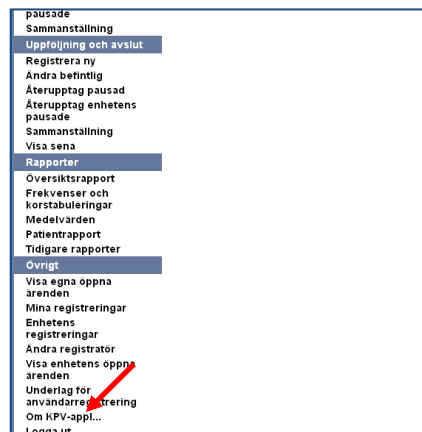 pausade
Sammanställning
Uppföljning och avslut
Registrera ny
Ändra befintlig
Återupptag pausad
Återupptag enhetens
pausade
Sammanställning
Visa sena
Rapporter
Översiktsrapport
Frekvenser och
korstabuleringar
Medelvärden
Patientrapport
Tidigare rapporter
Övrigt
Visa egna öppna
ärenden
Mina registreringar
Enhetens
registreringar
Ändra registratör
Visa enhetens öppna
ärenden
Underlag för
användarregistrering
Om KPV-appl...
Logga ut